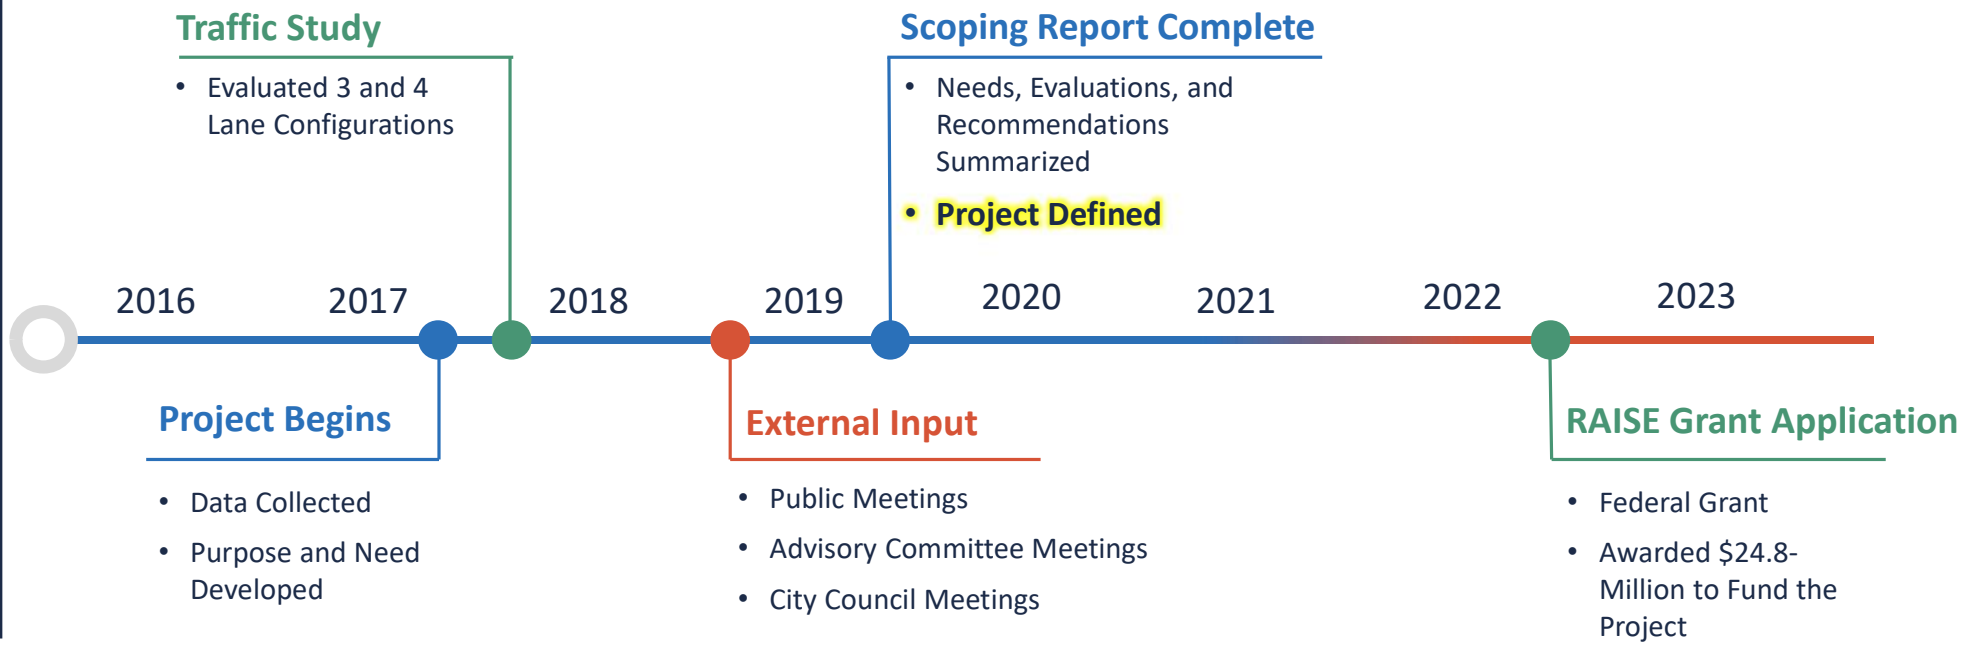 Traffic Study
• Evaluated 3 and 4
Lane Configurations
Scoping Report Complete
• Needs, Evaluations, and
Recommendations
Summarized
• Project Defined
2016 2017 2018 2019 2020 2021 2022 2023
Project Begins
• Data Collected
• Purpose and Need
Developed
External Input
• Public Meetings
• Advisory Committee Meetings
• City Council Meetings
RAISE Grant Application
• Federal Grant
• Awarded $24.8-
Million to Fund the
Project